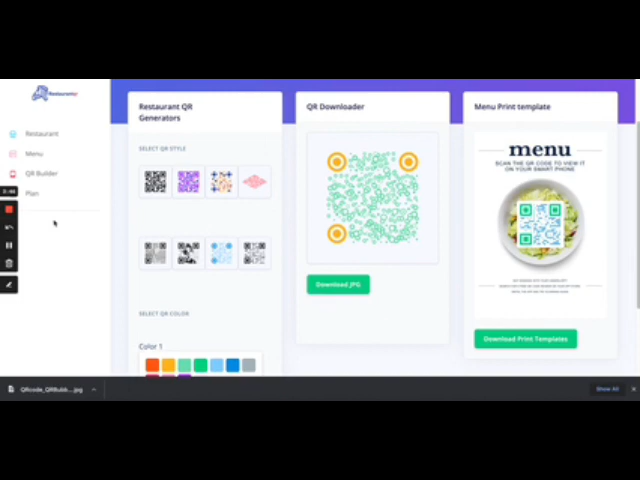 Restaurant
Menu
QR Builder
Plan
Restaurant QR
Generators
SELECT QR STYLE
SELECT QR COLOR
Color 1
QR Downloader
Download JPG
Menu Print template
menu
SCAN THE QR CODE TO VIEW IT
ON YOUR SMART PHONE
Download Print Templates
QRcode_QRBuildi....jpg
Show All